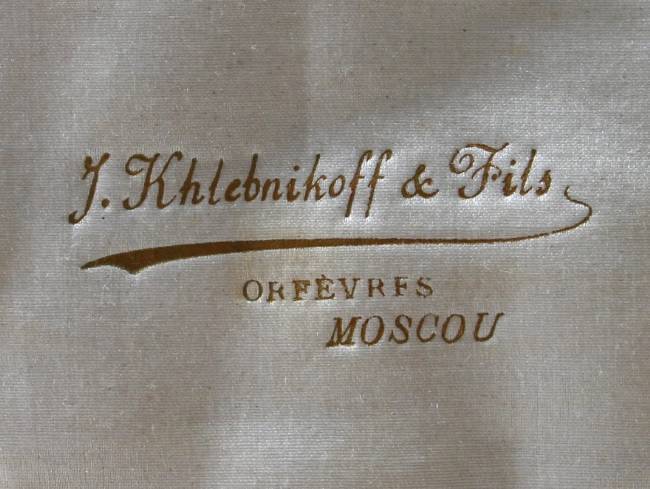 J. Khlebnikoff & Fils
ORFÈVRES
MOSCOU